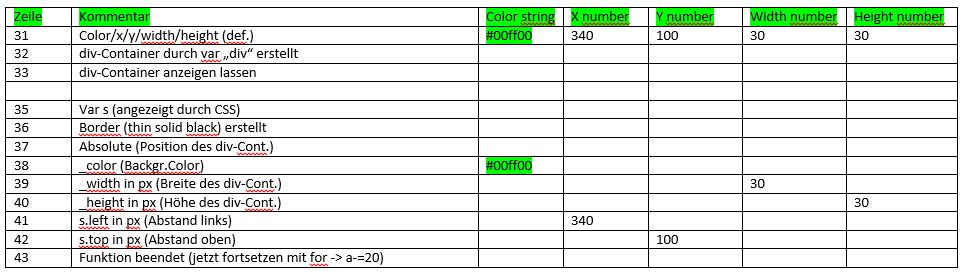 Zeile Kommentar Color string X number Y number Width number Height number
31 Color/x/y/width/height (def.) #00ff00 340 100 30 30
32 div-Container durch var „div“ erstellt
33 div-Container anzeigen lassen
35 Var s (angezeigt durch CSS)
36 Border (thin solid black) erstellt
37 Absolute (Position des div-Cont.)
38 _color (Backgr.Color) #00ff00
39 _width in px (Breite des div-Cont.) 30
40 _height in px (Höhe des div-Cont.) 30
41 s.left in px (Abstand links) 340
42 s.top in px (Abstand oben) 100
43 Funktion beendet (jetzt fortsetzen mit for -> a-=20)